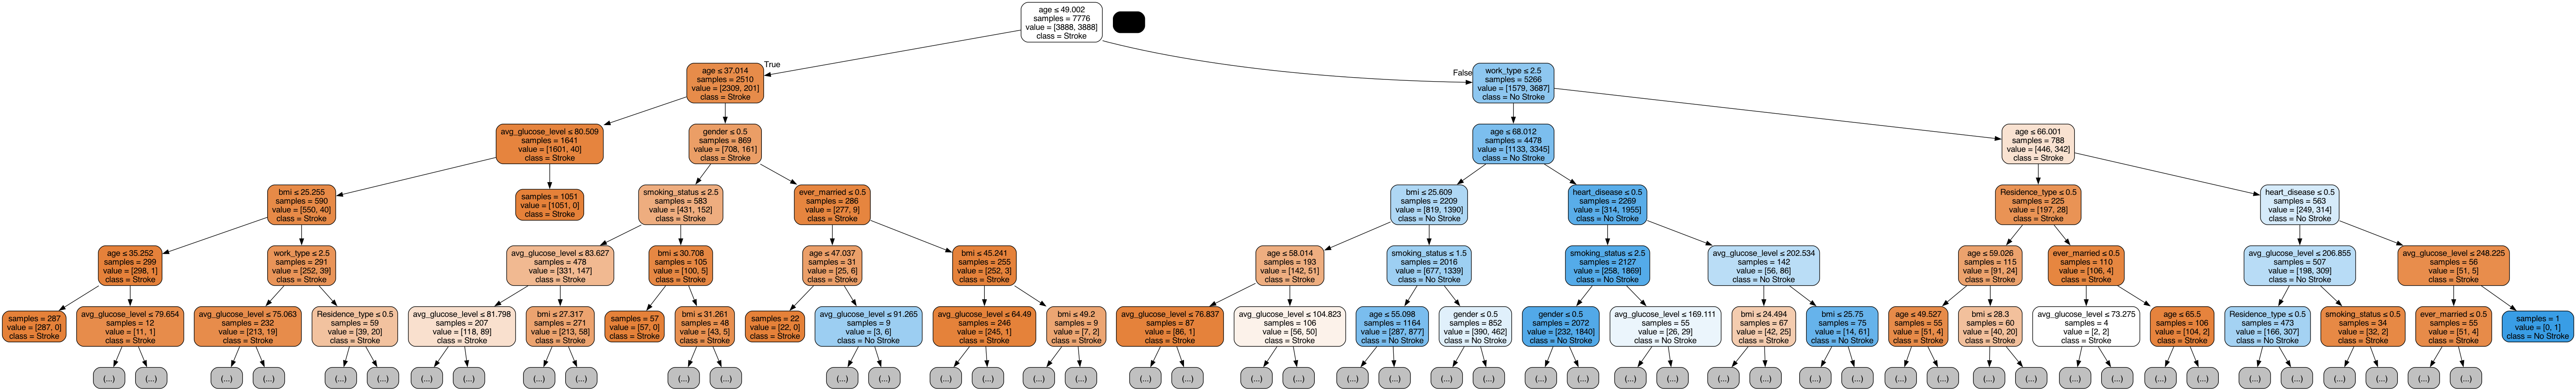 age ≤ 49.002
samples = 7776
value = [3888, 3888]
class = Stroke
True
False
age ≤ 37.014
samples = 2510
value = [2309, 201]
class = Stroke
work_type ≤ 2.5
samples = 5266
value = [1579, 3687]
class = No Stroke
avg_glucose_level ≤ 80.509
samples = 1641
value = [1601, 40]
class = Stroke
gender ≤ 0.5
samples = 869
value = [708, 161]
class = Stroke
age ≤ 68.012
samples = 4478
value = [1133, 3345]
class = No Stroke
age ≤ 66.001
samples = 788
value = [446, 342]
class = Stroke
bmi ≤ 25.255
samples = 590
value = [550, 40]
class = Stroke
samples = 1051
value = [1051, 0]
class = Stroke
smoking_status ≤ 2.5
samples = 583
value = [431, 152]
class = Stroke
ever_married ≤ 0.5
samples = 286
value = [277, 9]
class = Stroke
bmi ≤ 25.609
samples = 2209
value = [819, 1390]
class = No Stroke
heart_disease ≤ 0.5
samples = 2269
value = [314, 1955]
class = No Stroke
Residence_type ≤ 0.5
samples = 225
value = [197, 28]
class = Stroke
heart_disease ≤ 0.5
samples = 563
value = [249, 314]
class = No Stroke
age ≤ 35.252
samples = 299
value = [298, 1]
class = Stroke
work_type ≤ 2.5
samples = 291
value = [252, 39]
class = Stroke
avg_glucose_level ≤ 83.627
samples = 478
value = [331, 147]
class = Stroke
bmi ≤ 30.708
samples = 105
value = [100, 5]
class = Stroke
age ≤ 47.037
samples = 31
value = [25, 6]
class = Stroke
bmi ≤ 45.241
samples = 255
value = [252, 3]
class = Stroke
age ≤ 58.014
samples = 193
value = [142, 51]
class = Stroke
smoking_status ≤ 1.5
samples = 2016
value = [677, 1339]
class = No Stroke
smoking_status ≤ 2.5
samples = 2127
value = [258, 1869]
class = No Stroke
avg_glucose_level ≤ 202.534
samples = 142
value = [56, 86]
class = No Stroke
age ≤ 59.026
samples = 115
value = [91, 24]
class = Stroke
ever_married ≤ 0.5
samples = 110
value = [106, 4]
class = Stroke
avg_glucose_level ≤ 206.855
samples = 507
value = [198, 309]
class = No Stroke
avg_glucose_level ≤ 248.225
samples = 56
value = [51, 5]
class = Stroke
samples = 287
value = [287, 0]
class = Stroke
avg_glucose_level ≤ 79.654
samples = 12
value = [11, 1]
class = Stroke
avg_glucose_level ≤ 75.063
samples = 232
value = [213, 19]
class = Stroke
Residence_type ≤ 0.5
samples = 59
value = [39, 20]
class = Stroke
avg_glucose_level ≤ 81.798
samples = 207
value = [118, 89]
class = Stroke
bmi ≤ 27.317
samples = 271
value = [213, 58]
class = Stroke
samples = 57
value = [57, 0]
class = Stroke
bmi ≤ 31.261
samples = 48
value = [43, 5]
class = Stroke
samples = 22
value = [22, 0]
class = Stroke
avg_glucose_level ≤ 91.265
samples = 9
value = [3, 6]
class = No Stroke
avg_glucose_level ≤ 64.49
samples = 246
value = [245, 1]
class = Stroke
bmi ≤ 49.2
samples = 9
value = [7, 2]
class = Stroke
avg_glucose_level ≤ 76.837
samples = 87
value = [86, 1]
class = Stroke
avg_glucose_level ≤ 104.823
samples = 106
value = [56, 50]
class = Stroke
age ≤ 55.098
samples = 1164
value = [287, 877]
class = No Stroke
gender ≤ 0.5
samples = 852
value = [390, 462]
class = No Stroke
gender ≤ 0.5
samples = 2072
value = [232, 1840]
class = No Stroke
avg_glucose_level ≤ 169.111
samples = 55
value = [26, 29]
class = No Stroke
bmi ≤ 24.494
samples = 67
value = [42, 25]
class = Stroke
bmi ≤ 25.75
samples = 75
value = [14, 61]
class = No Stroke
age ≤ 49.527
samples = 55
value = [51, 4]
class = Stroke
bmi ≤ 28.3
samples = 60
value = [40, 20]
class = Stroke
avg_glucose_level ≤ 73.275
samples = 4
value = [2, 2]
class = Stroke
age ≤ 65.5
samples = 106
value = [104, 2]
class = Stroke
Residence_type ≤ 0.5
samples = 473
value = [166, 307]
class = No Stroke
smoking_status ≤ 0.5
samples = 34
value = [32, 2]
class = Stroke
ever_married ≤ 0.5
samples = 55
value = [51, 4]
class = Stroke
samples = 1
value = [0, 1]
class = No Stroke
(...) (...) (...) (...) (...) (...) (...) (...) (...) (...) (...) (...) (...) (...) (...) (...) (...) (...) (...) (...) (...) (...) (...) (...) (...) (...) (...) (...) (...) (...) (...) (...) (...) (...) (...) (...) (...) (...) (...) (...) (...) (...) (...) (...) (...) (...) (...) (...) (...) (...) (...) (...) (...) (...)